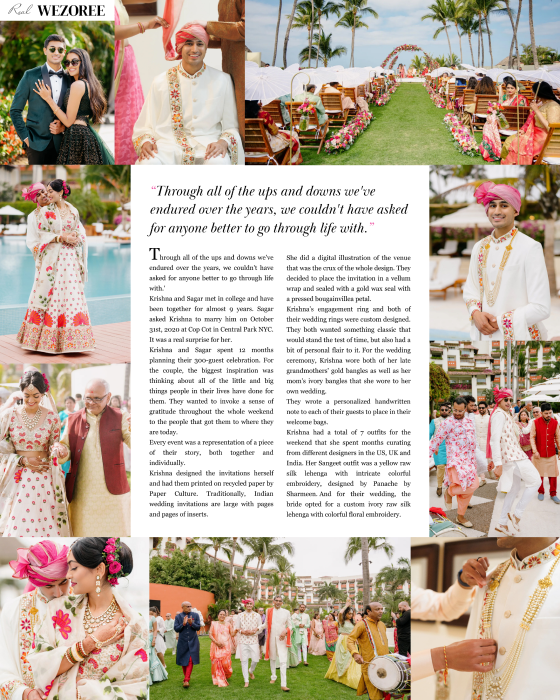 Real WEZOREE
“Through all of the ups and downs we've
endured over the years, we couldn't have asked
for anyone better to go through life with.”
Through all of the ups and downs we've
endured over the years, we couldn't have
asked for anyone better to go through life
with.'
Krishna and Sagar met in college and have
been together for almost 9 years. Sagar
asked Krishna to marry him on October
31st, 2020 at Cop Cot in Central Park NYC.
It was a real surprise for her.
Krishna and Sagar spent 12 months
planning their 300-guest celebration. For
the couple, the biggest inspiration was
thinking about all of the little and big
things people in their lives have done for
them. They wanted to invoke a sense of
gratitude throughout the whole weekend
to the people that got them to where they
are today.
Every event was a representation of a piece
of their story, both together and
individually.
Krishna designed the invitations herself
and had them printed on recycled paper by
Paper Culture. Traditionally, Indian
wedding invitations are large with pages
and pages of inserts.
She did a digital illustration of the venue
that was the crux of the whole design. They
decided to place the invitation in a vellum
wrap and sealed with a gold wax seal with
a pressed bougainvillea petal.
Krishna's engagement ring and both of
their wedding rings were custom designed.
They both wanted something classic that
would stand the test of time, but also had a
bit of personal flair to it. For the wedding
ceremony, Krishna wore both of her late
grandmothers' gold bangles as well as her
mom's ivory bangles that she wore to her
own wedding.
They wrote a personalized handwritten
note to each of their guests to place in their
welcome bags.
Krishna had a total of 7 outfits for the
weekend that she spent months curating
from different designers in the US, UK and
India. Her Sangeet outfit was a yellow raw
silk lehenga with intricate colorful
embroidery, designed by Panache by
Sharmeen. And for their wedding, the
bride opted for a custom ivory raw silk
lehenga with colorful floral embroidery.